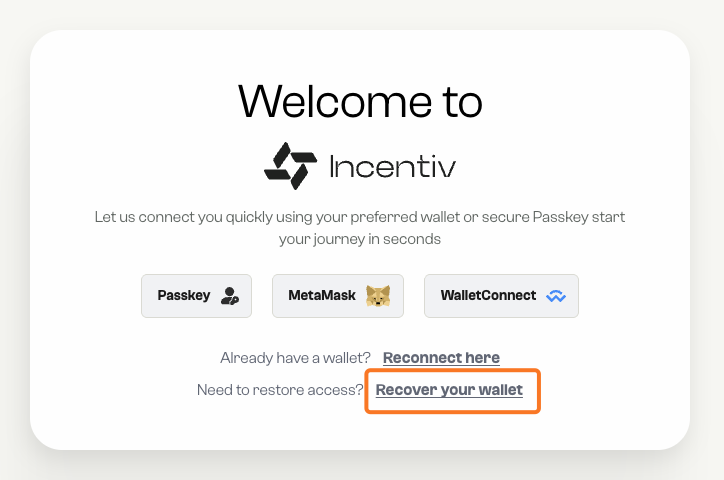 Welcome to
Incentiv
Let us connect you quickly using your preferred wallet or secure Passkey start
your journey in seconds
Passkey
MetaMask
WalletConnect
Already have a wallet? Reconnect here
Need to restore access? Recover your wallet